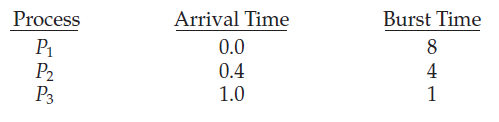 Process Arrival Time Burst Time
P1 0.0 8
P2 0.4 4
P3 1.0 1